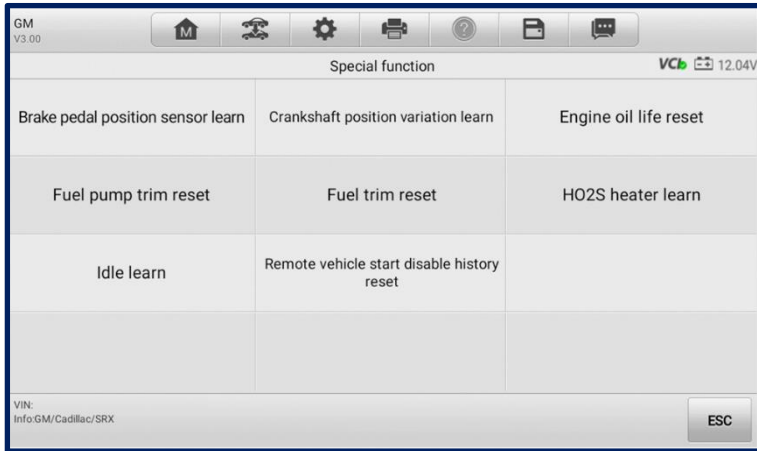 GM
V3.00
M
?
Special function
VCI 12.04V
Brake pedal position sensor learn
Crankshaft position variation learn
Engine oil life reset
Fuel pump trim reset
Fuel trim reset
HO2S heater learn
Idle learn
Remote vehicle start disable history
reset
VIN:
Info:GM/Cadillac/SRX
ESC